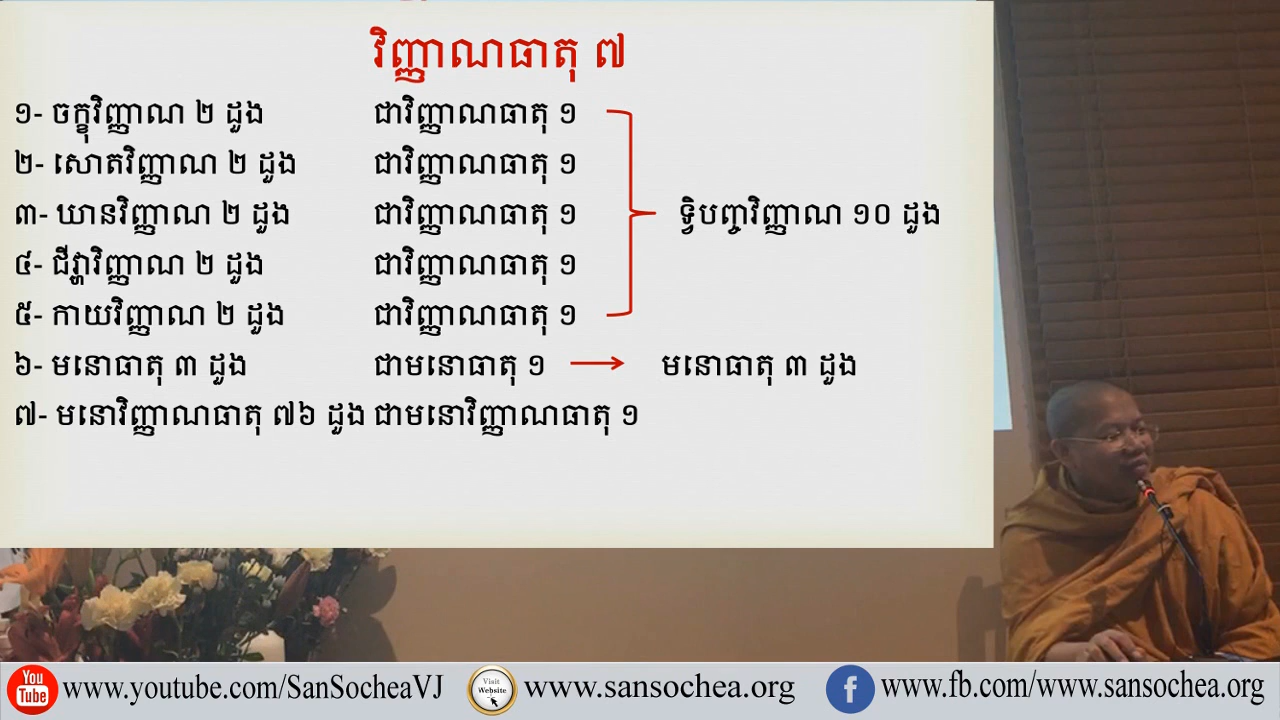 វិញ្ញាណធាតុ ៧
១- ចក្ខុវិញ្ញាណ ២ ដួង ជាវិញ្ញាណធាតុ ១
២- សោតវិញ្ញាណ ២ ដួង ជាវិញ្ញាណធាតុ ១
៣- ឃានវិញ្ញាណ ២ ដួង ជាវិញ្ញាណធាតុ ១ ទ្វិបញ្ចវិញ្ញាណ ១០ ដួង
៤- ជីវ្ហាវិញ្ញាណ ២ ដួង ជាវិញ្ញាណធាតុ ១
៥- កាយវិញ្ញាណ ២ ដួង ជាវិញ្ញាណធាតុ ១
៦- មនោធាតុ ៣ ដួង ជាមនោធាតុ ១ មនោធាតុ ៣ ដួង
៧- មនោវិញ្ញាណធាតុ ៧៦ ដួង ជាមនោវិញ្ញាណធាតុ ១
You Tube www.youtube.com/SanSocheaVJ Visit Website www.sansochea.org f www.fb.com/www.sansochea.org